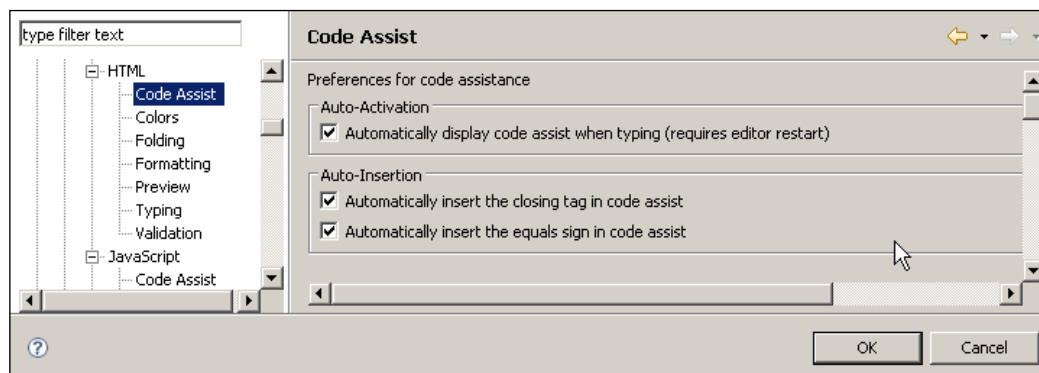 type filter text
HTML
Code Assist
Colors
Folding
Formatting
Preview
Typing
Validation
JavaScript
Code Assist
Code Assist
Preferences for code assistance
Auto-Activation
Automatically display code assist when typing (requires editor restart)
Auto-Insertion
Automatically insert the closing tag in code assist
Automatically insert the equals sign in code assist
?
OK
Cancel